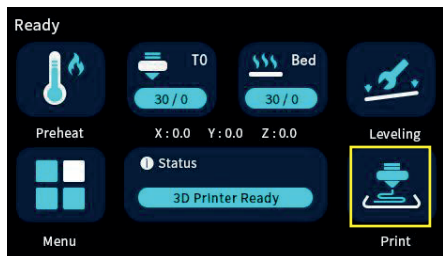 Ready
T0
Bed
30 / 0
30 / 0
Preheat
X : 0.0 Y : 0.0 Z : 0.0
Leveling
Status
3D Printer Ready
Menu
Print